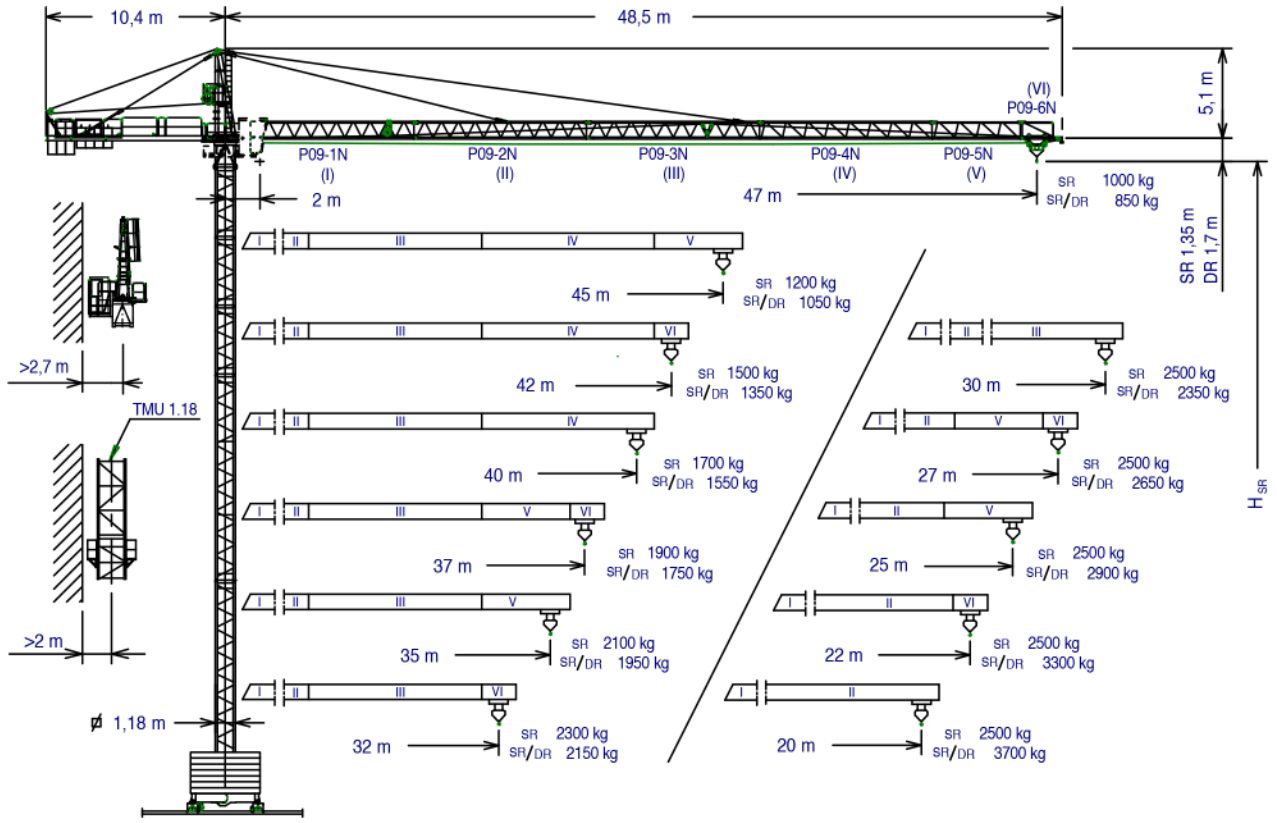 10,4 m
48,5 m
5,1 m
(VI)
P09-6N
P09-1N
(I)
P09-2N
(II)
P09-3N
(III)
P09-4N
(IV)
P09-5N
(V)
2 m
47 m
SR 1000 kg
SR/DR 850 kg
SR 1,35 m
DR 1,7 m
H SR
I II III IV V
45 m
SR 1200 kg
SR/DR 1050 kg
I II III IV VI
42 m
SR 1500 kg
SR/DR 1350 kg
I II III IV
40 m
SR 1700 kg
SR/DR 1550 kg
I II III V VI
37 m
SR 1900 kg
SR/DR 1750 kg
I II III V
35 m
SR 2100 kg
SR/DR 1950 kg
I II III VI
32 m
SR 2300 kg
SR/DR 2150 kg
I II III
30 m
SR 2500 kg
SR/DR 2350 kg
I II V VI
27 m
SR 2500 kg
SR/DR 2650 kg
I II V
25 m
SR 2500 kg
SR/DR 2900 kg
I II VI
22 m
SR 2500 kg
SR/DR 3300 kg
I II
20 m
SR 2500 kg
SR/DR 3700 kg
>2,7 m
TMU 1.18
>2 m
1,18 m